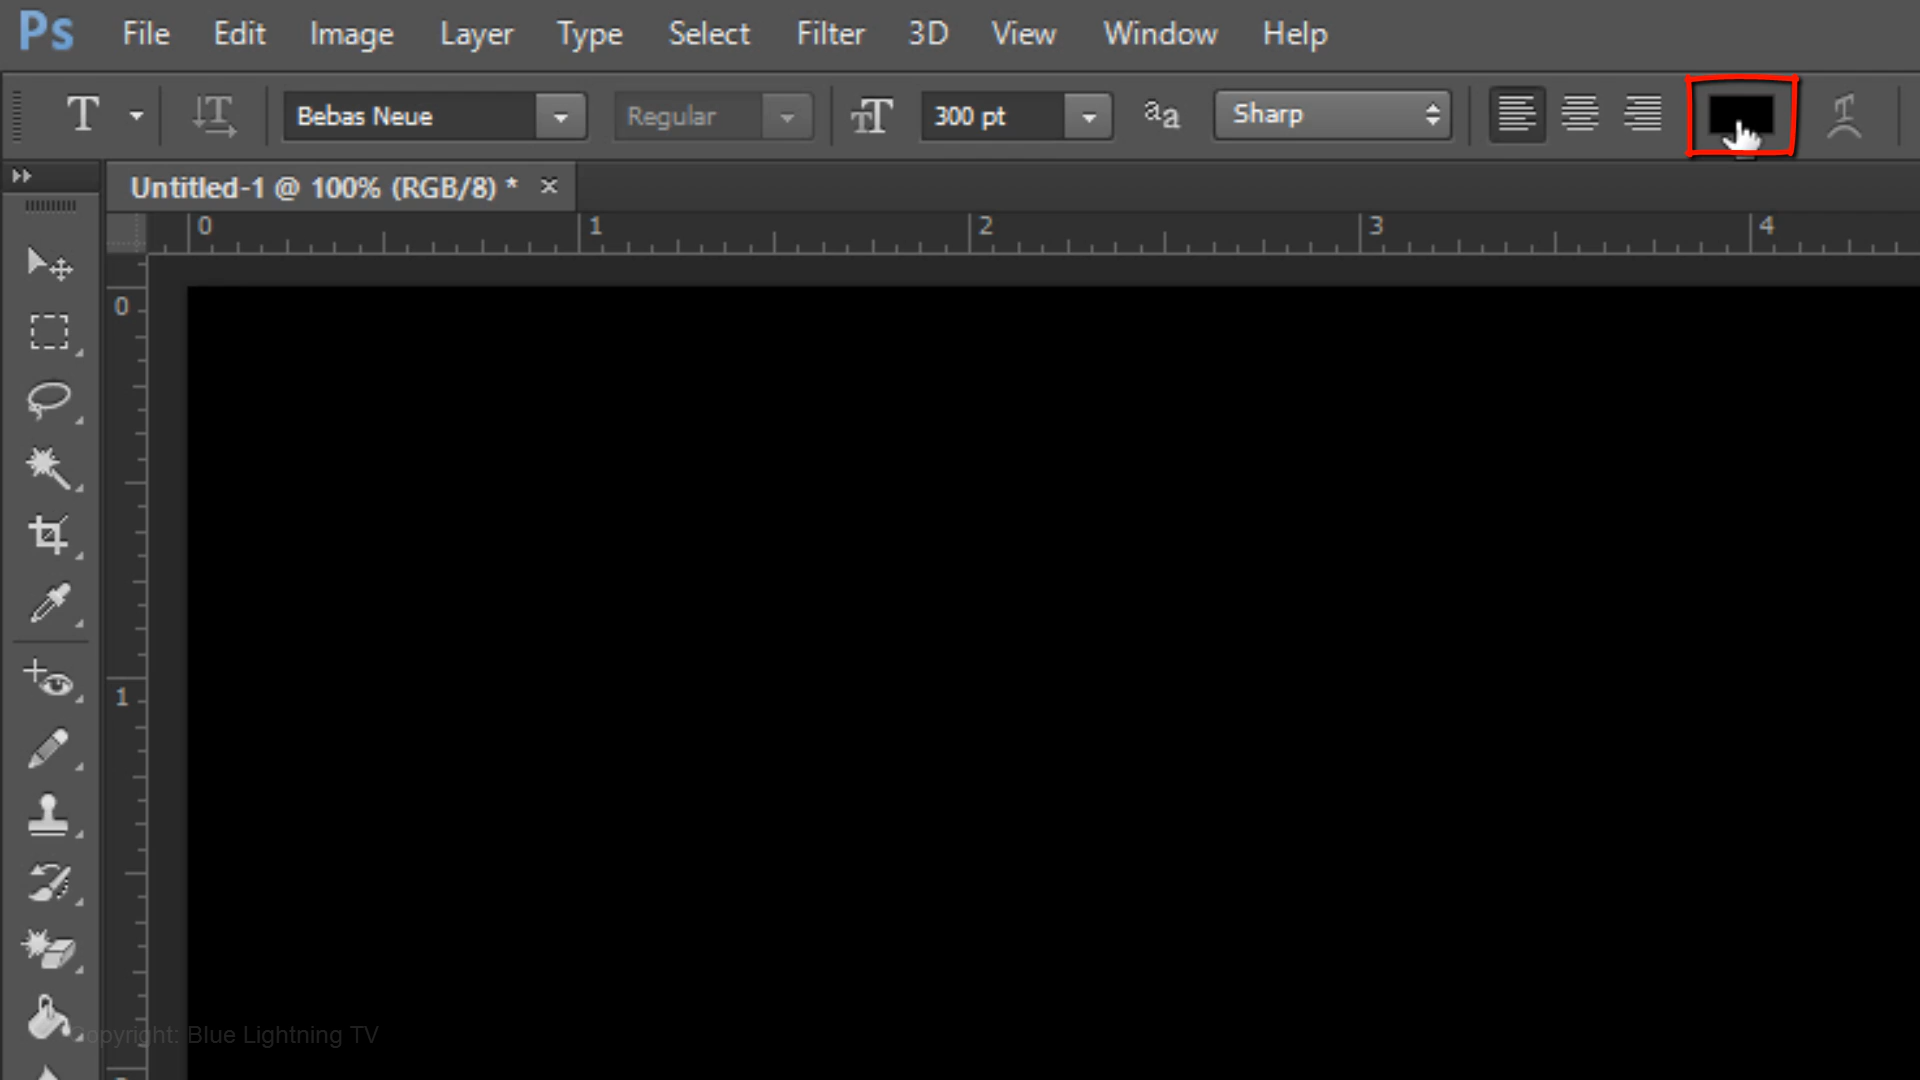 Ps File Edit Image Layer Type Select Filter 3D View Window Help
T Bebas Neue Regular 300 pt aa Sharp
Untitled-1 @ 100% (RGB/8) * ×
0 1 2 3 4
0
1
Copyright: Blue Lightning TV